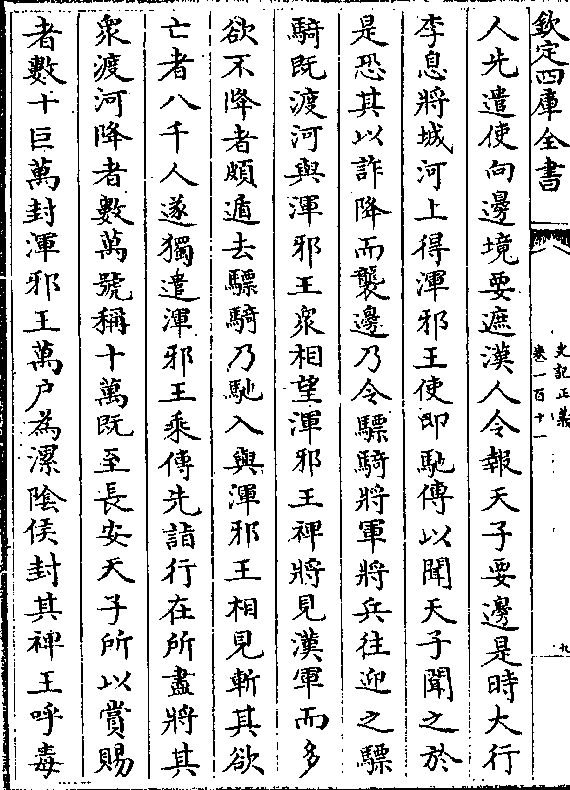 欽定四庫全書
史記正義
卷一百十一
九
人先遣使向邊境要遮漢人令報天子要邊是時大行
李息將城河上得渾邪王使即馳傳以聞天子聞之於
是恐其以詐降而襲邊乃令驃騎將軍將兵往迎之驃
騎既渡河與渾邪王衆相望渾邪王裨將見漢軍而多
欲不降者頗遁去驃騎乃馳入與渾邪王相見斬其欲
亡者八千人遂獨遣渾邪王乘傳先詣行在所盡將其
衆渡河降者數萬號稱十萬既至長安天子所以賞賜
者數十巨萬封渾邪王萬户為漯陰侯封其裨王呼毒